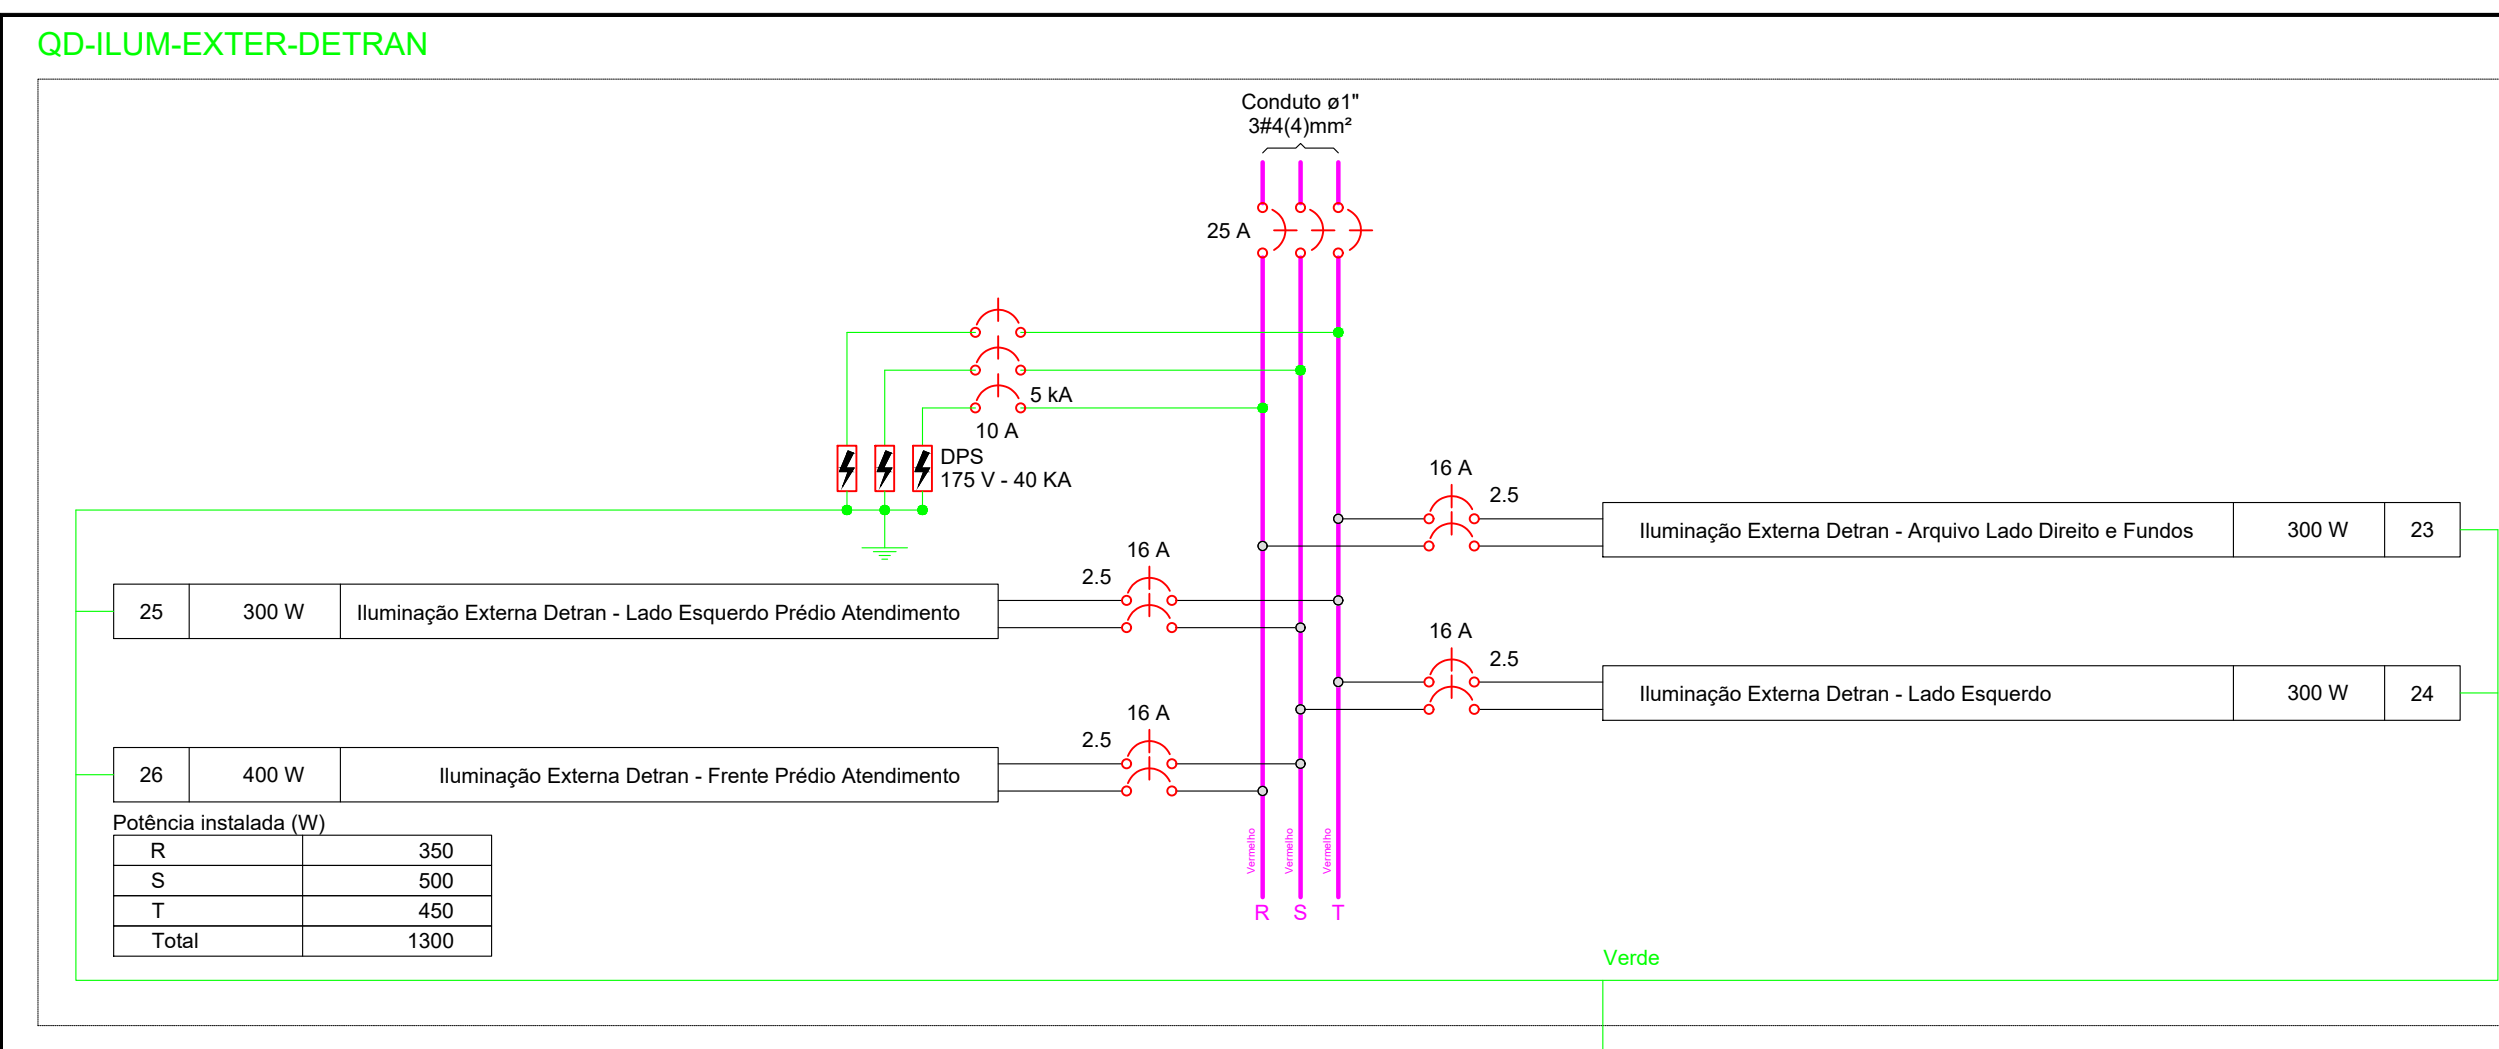 QD-ILUM-EXTER-DETRAN
Conduto ø1"
3#4(4)mm²
25 A
5 kA
10 A
DPS
175 V - 40 KA
16 A
2.5
Iluminação Externa Detran - Arquivo Lado Direito e Fundos 300 W 23
16 A
2.5
25 300 W Iluminação Externa Detran - Lado Esquerdo Prédio Atendimento
16 A
2.5
Iluminação Externa Detran - Lado Esquerdo 300 W 24
16 A
2.5
26 400 W Iluminação Externa Detran - Frente Prédio Atendimento
Potência instalada (W)
R 350
S 500
T 450
Total 1300
Vermelho Vermelho Vermelho
R S T
Verde